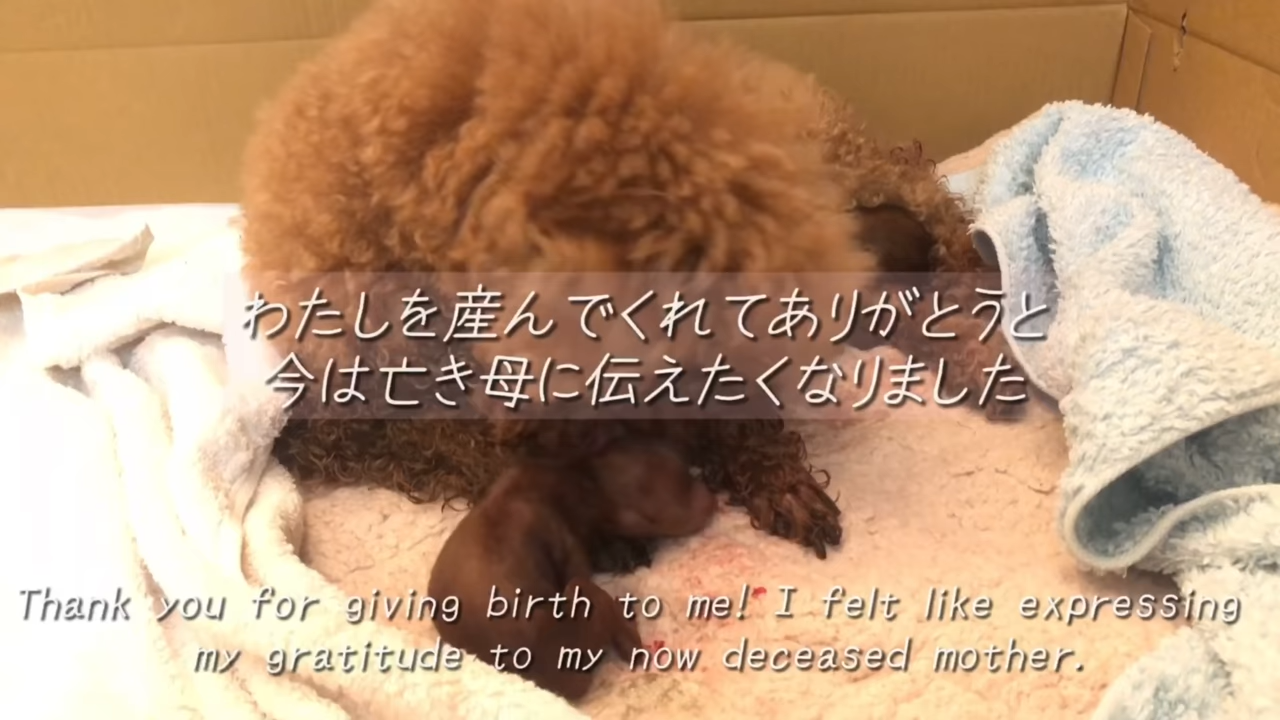 わたしを産んでくれてありがとうと
今は亡き母に伝えたくなりました
Thank you for giving birth to me! I felt like expressing
my gratitude to my now deceased mother.